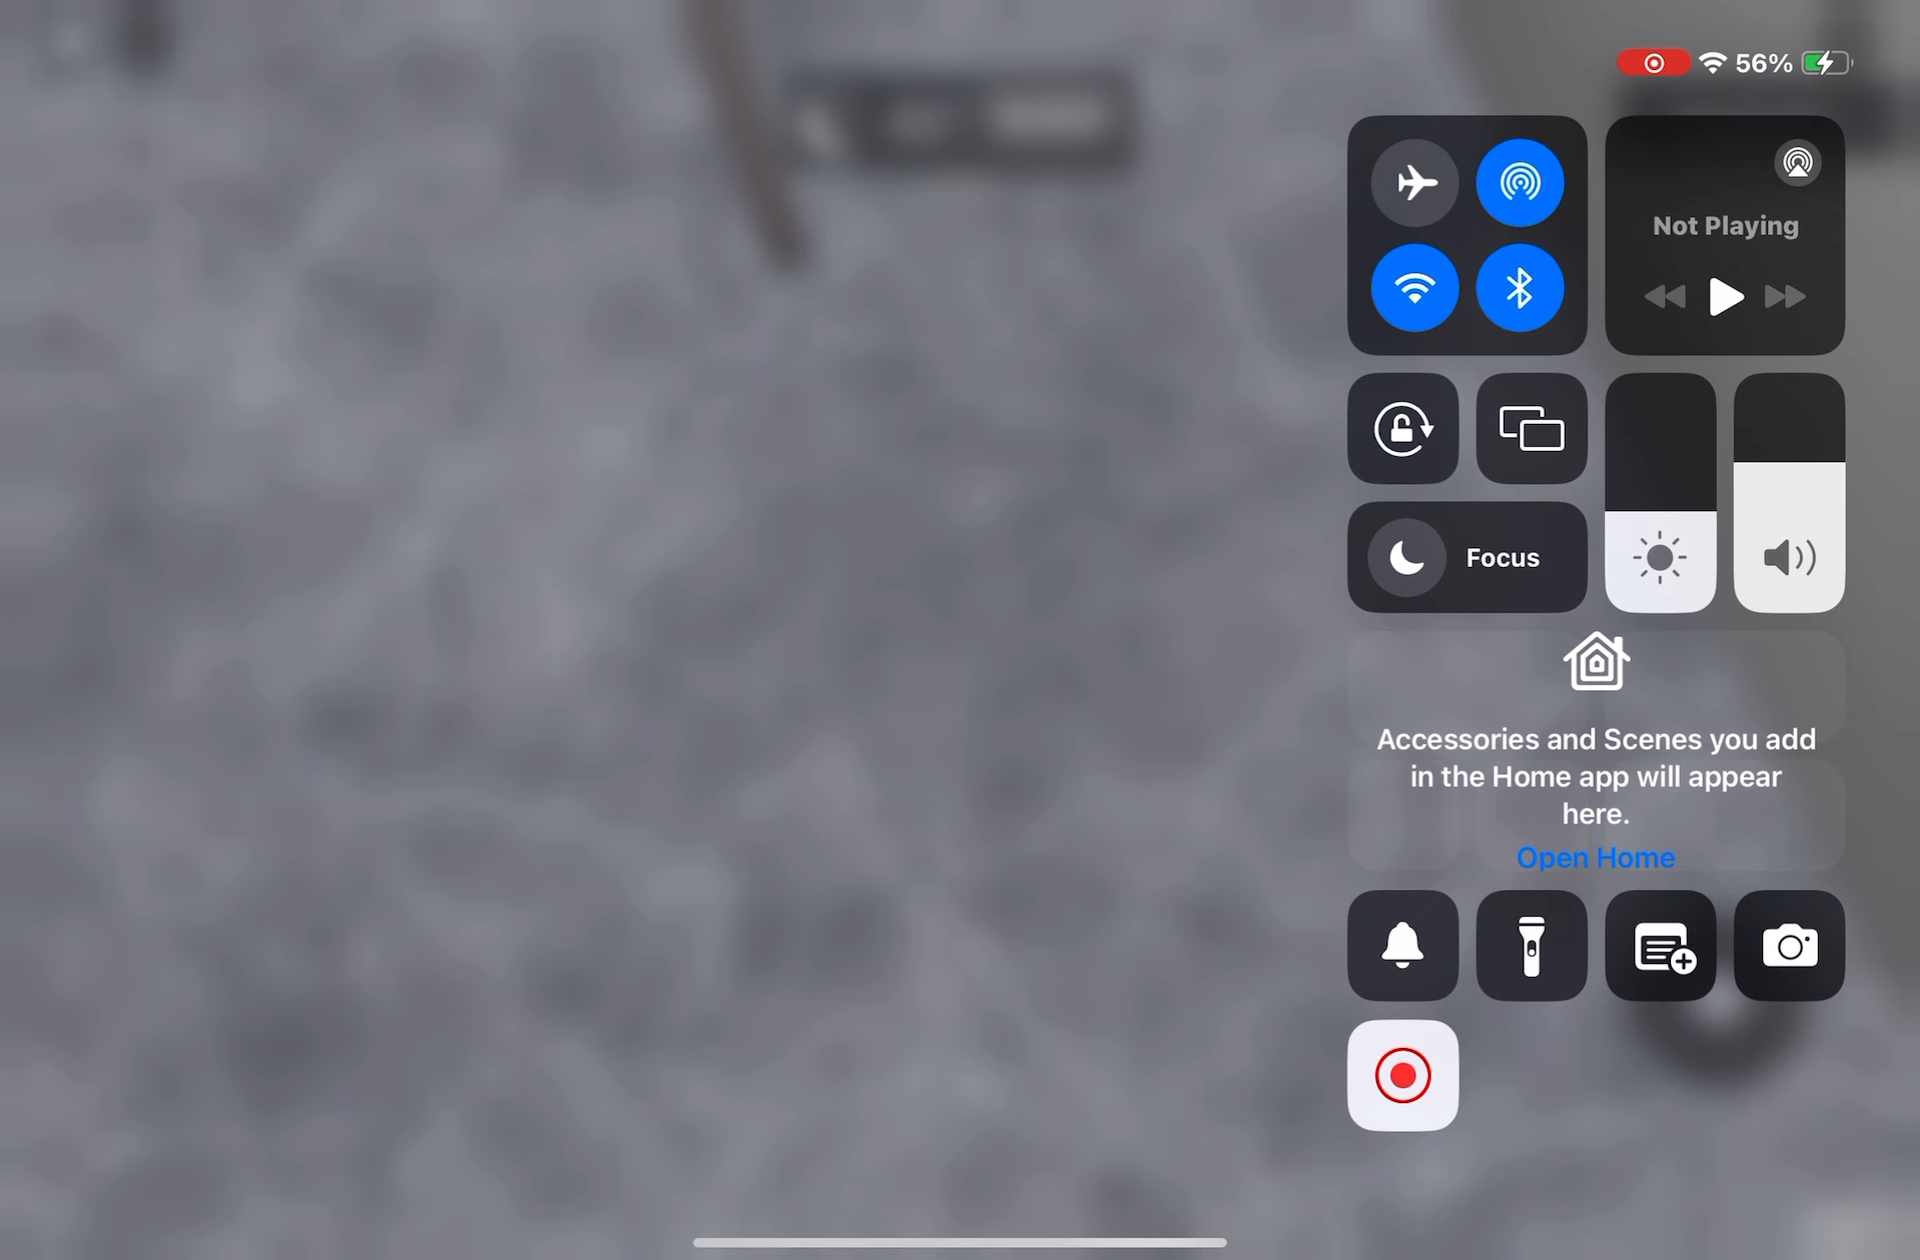 56%
Not Playing
Focus
Accessories and Scenes you add
in the Home app will appear
here.
Open Home